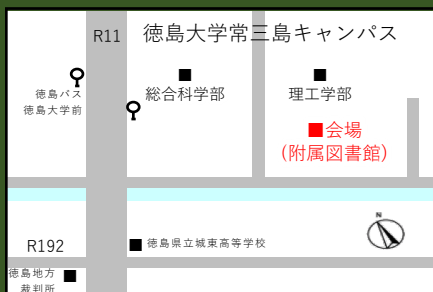 R11
徳島大学常三島キャンパス
徳島バス
徳島大学前
■
総合科学部
■
理工学部
■会場
(附属図書館)
N
R192
■ 徳島県立城東高等学校
徳島地方 ■
裁判所